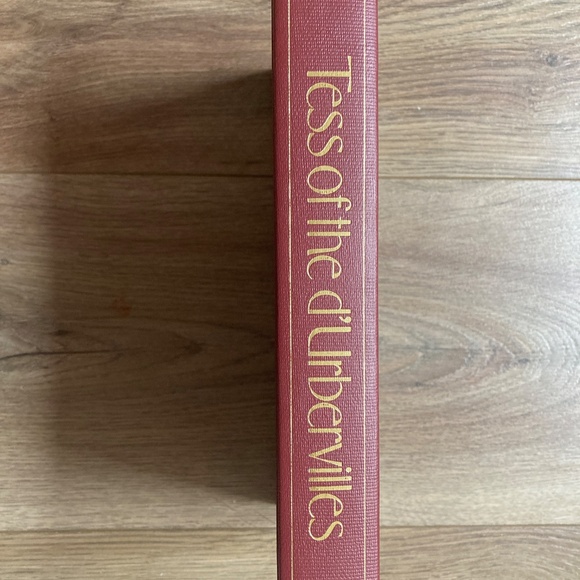 Tess of the d'Urbervilles